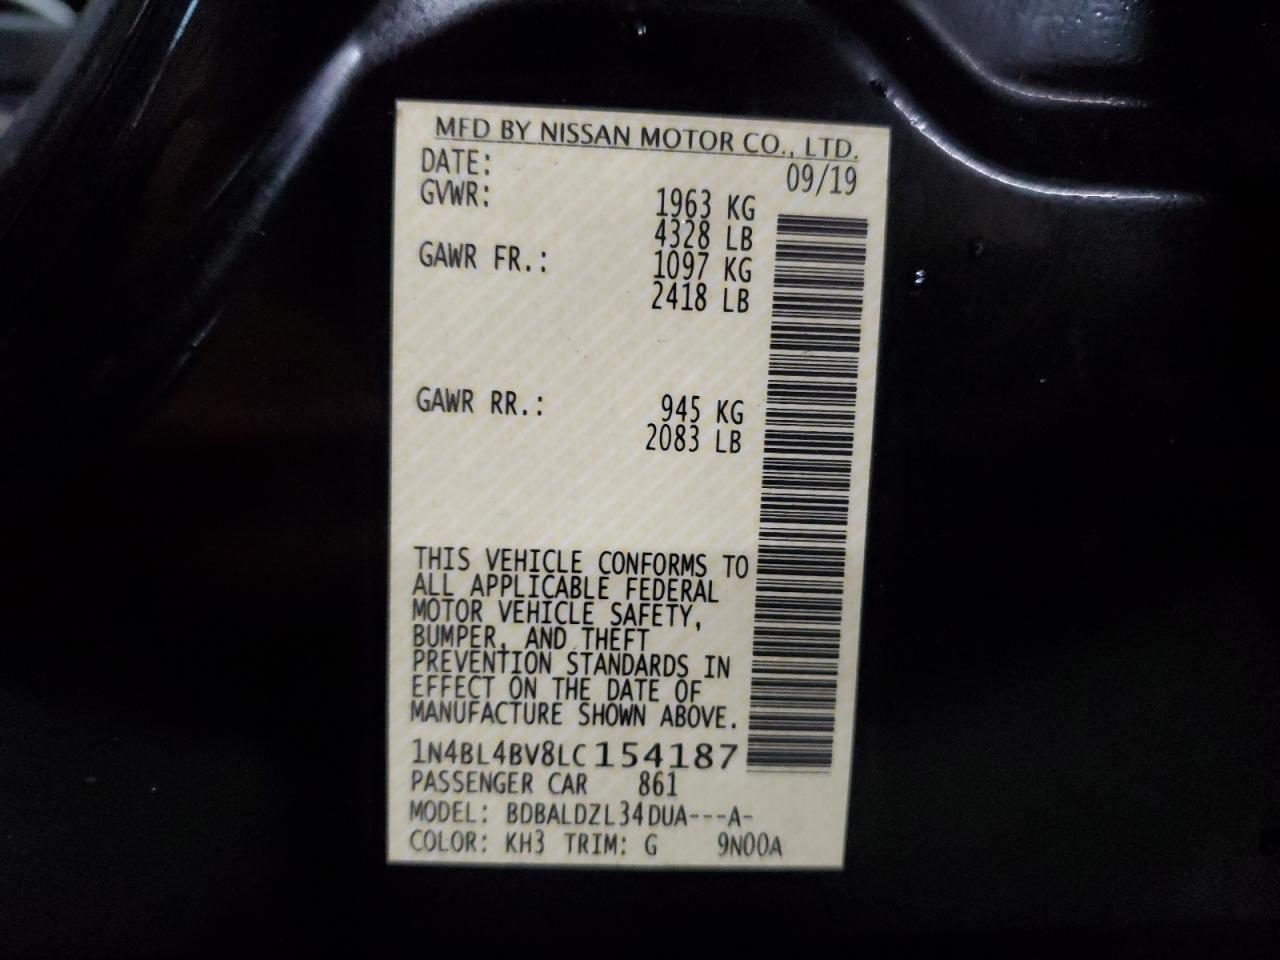 MFD BY NISSAN MOTOR CO., LTD.
DATE: 09/19
GVWR: 1963 KG
4328 LB
GAWR FR.: 1097 KG
2418 LB
GAWR RR.: 945 KG
2083 LB
THIS VEHICLE CONFORMS TO
ALL APPLICABLE FEDERAL
MOTOR VEHICLE SAFETY,
BUMPER, AND THEFT
PREVENTION STANDARDS IN
EFFECT ON THE DATE OF
MANUFACTURE SHOWN ABOVE.
1N4BL4BV8LC154187
PASSENGER CAR 861
MODEL: BDBALDZL34DUA---A-
COLOR: KH3 TRIM: G 9N00A